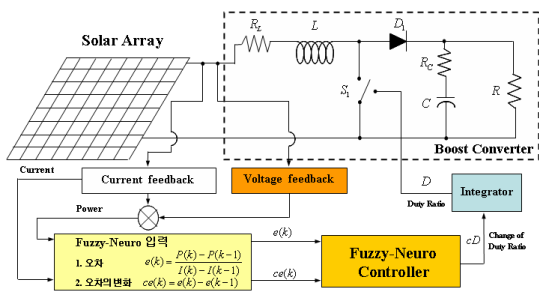 Solar Array
R_L
L
D_1
R_C
S_1
C
R
Boost Converter
Current
Current feedback
Voltage feedback
D
Duty Ratio
Integrator
Power
Fuzzy-Neuro 입력
1. 오차 e(k) = P(k) - P(k-1) / I(k) - I(k-1)
2. 오차의 변화 ce(k) = e(k) - e(k-1)
e(k)
ce(k)
Fuzzy-Neuro
Controller
cD
Change of
Duty Ratio